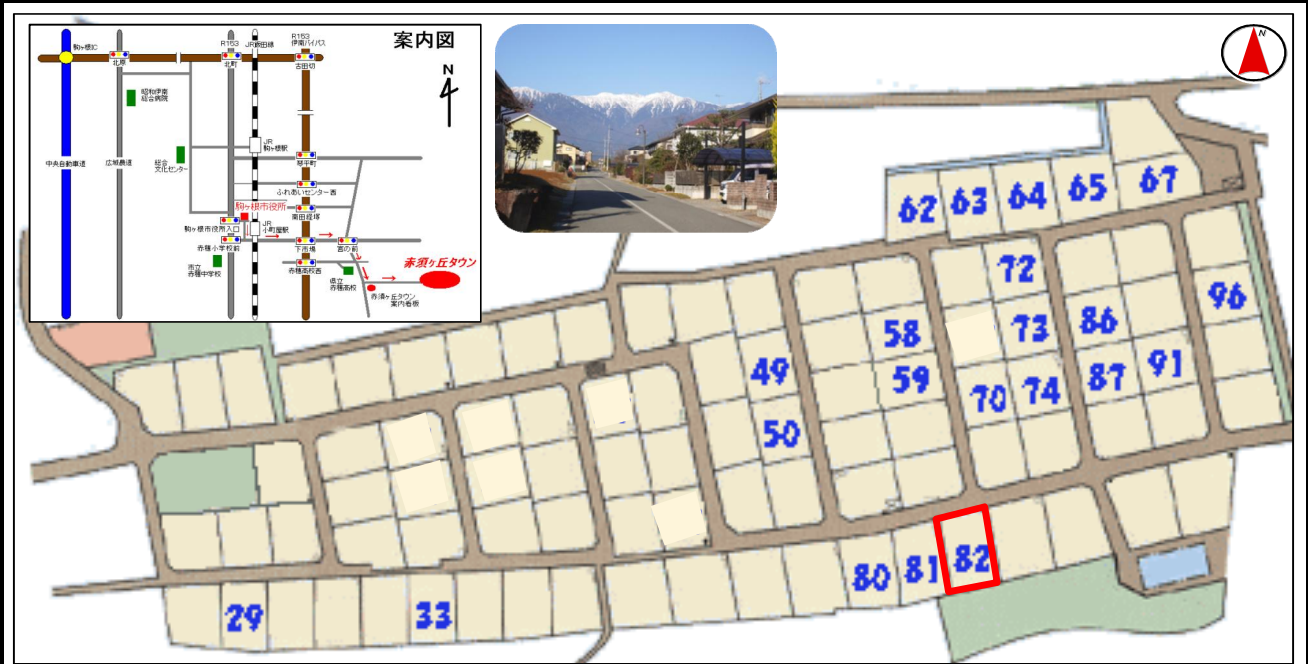 案内図
N
駒ヶ根IC
北原
R153
北町
JR飯田線
R153
伊南バイパス
古田切
昭和伊南
総合病院
中央自動車道
広域農道
総合
文化センター
JR
駒ヶ根駅
琴平町
ふれあいセンター西
駒ヶ根市役所
南田経塚
駒ヶ根市役所入口
JR
小町屋駅
赤穂小学校前
下市場
宮の前
市立
赤穂中学校
赤穂高校西
県立
赤穂高校
赤須ヶ丘タウン
赤須ヶ丘タウン
案内看板
N
62
63
64
65
67
72
96
58
73
86
49
59
70
74
87
91
50
80
81
82
29
33